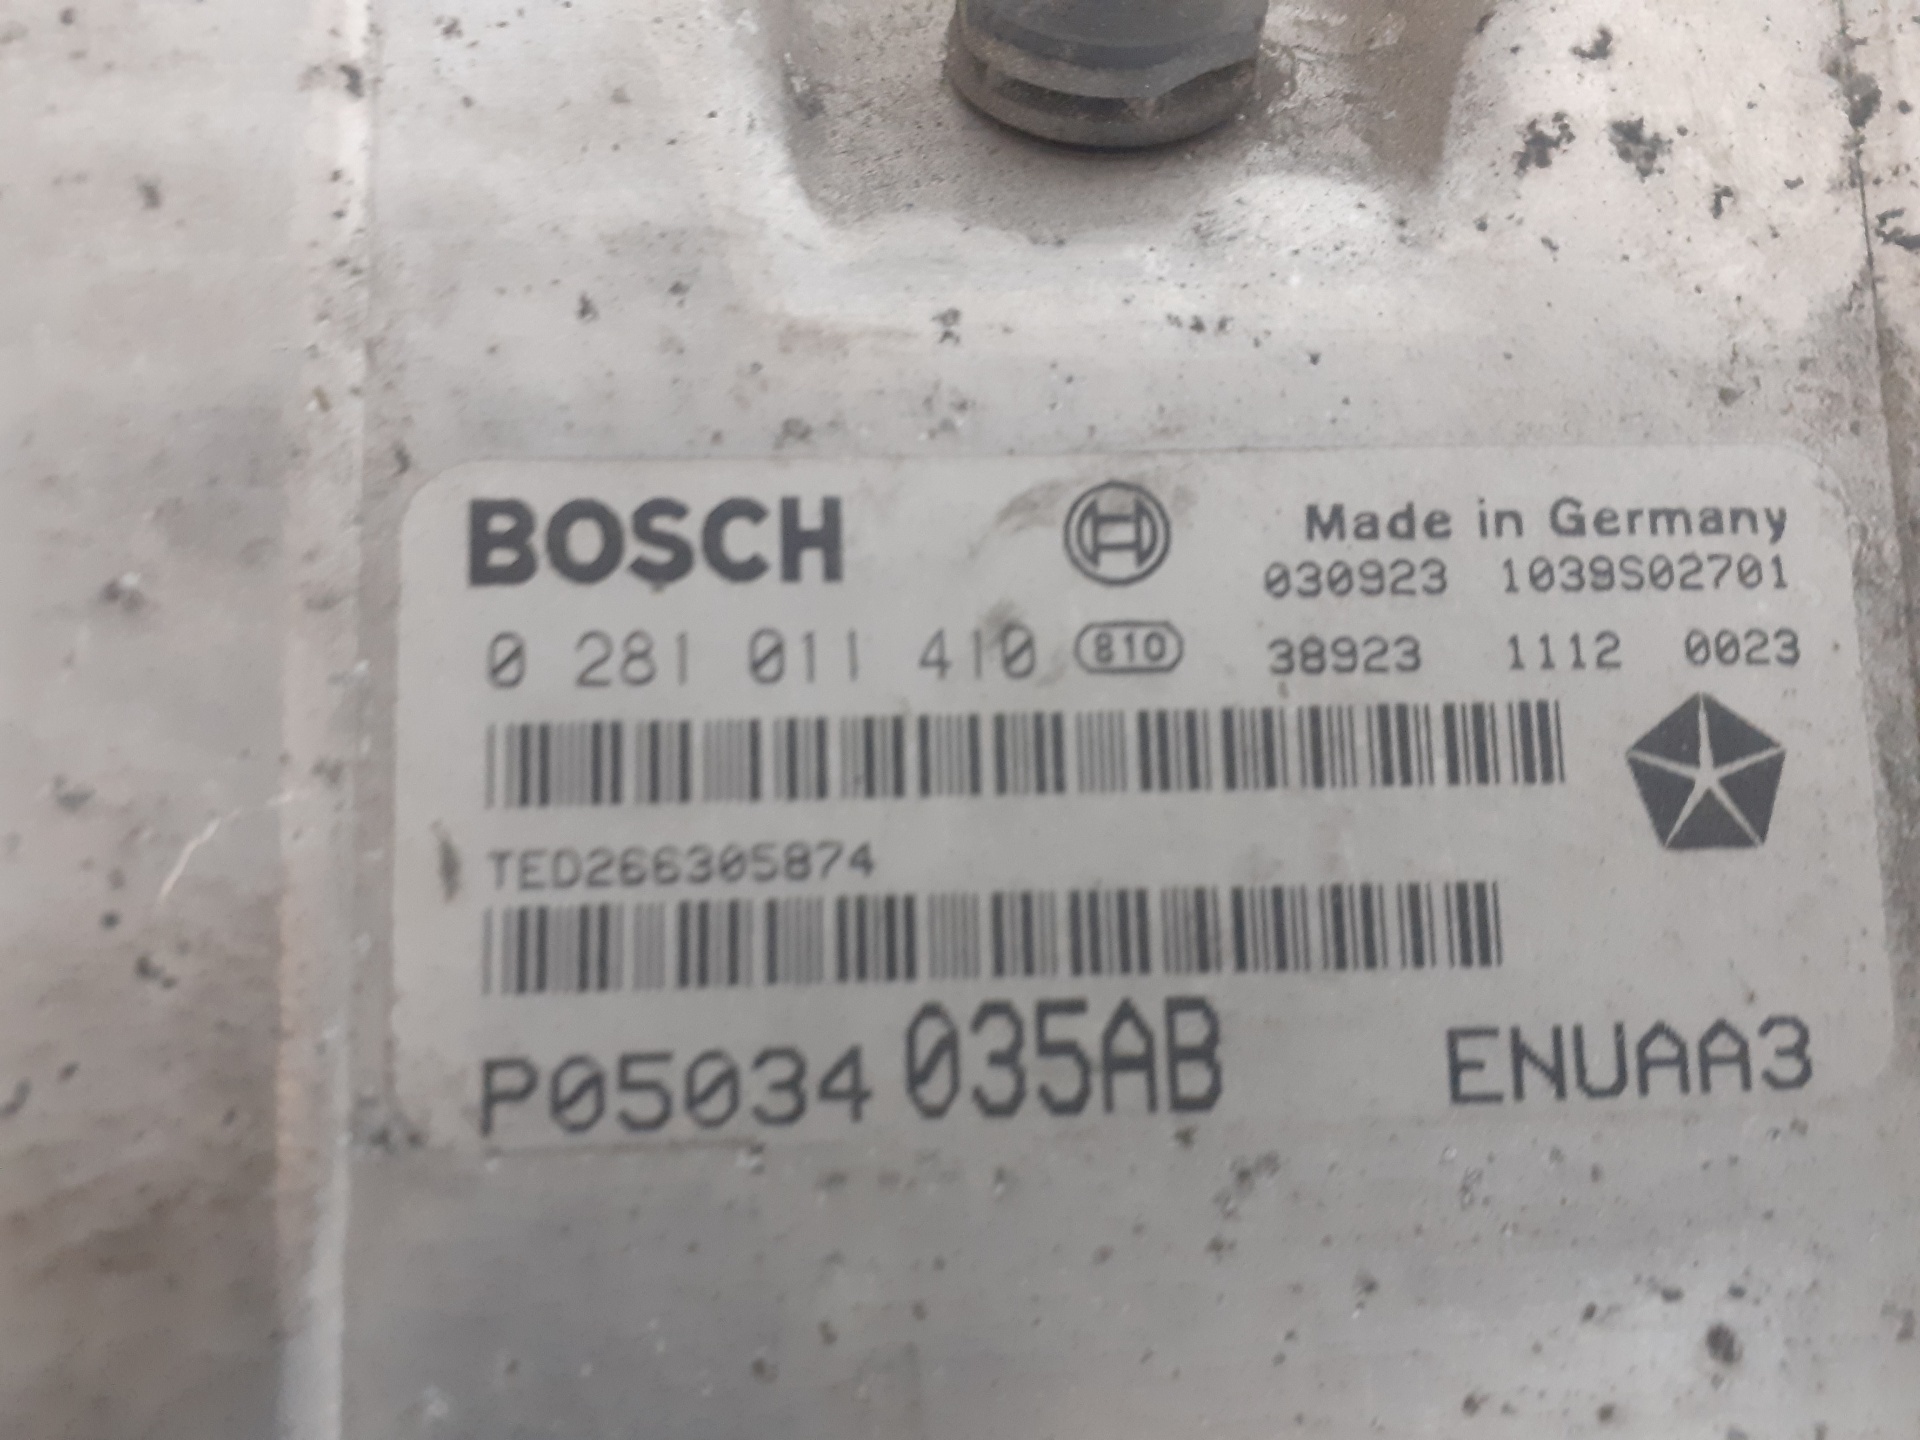 BOSCH
Made in Germany
030923 1039S02701
0 281 011 410 810 38923 1112 0023
TED266305874
P05034 035AB ENUAA3